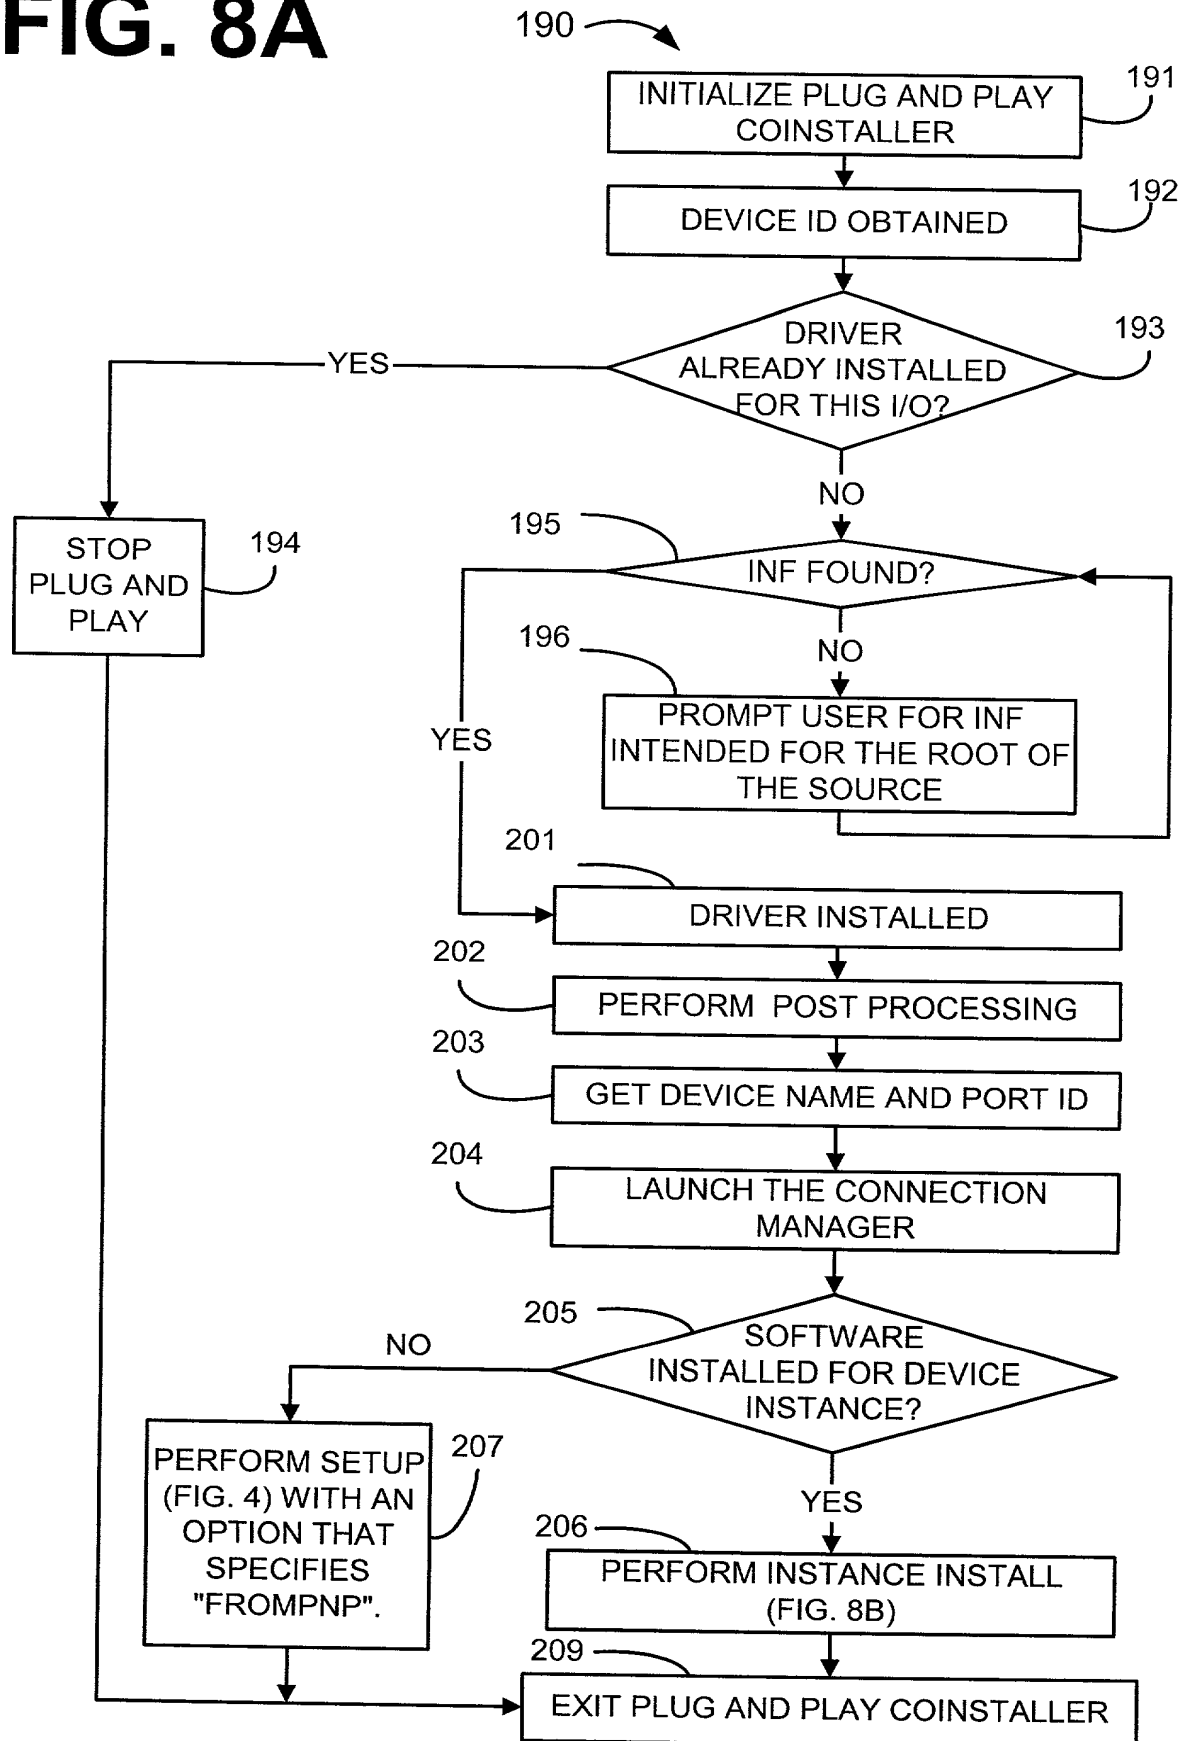 FIG. 8A
190
INITIALIZE PLUG AND PLAY
COINSTALLER
191
DEVICE ID OBTAINED
192
DRIVER
ALREADY INSTALLED
FOR THIS I/O?
193
YES
NO
STOP
PLUG AND
PLAY
194
195
INF FOUND?
NO
196
YES
PROMPT USER FOR INF
INTENDED FOR THE ROOT OF
THE SOURCE
201
DRIVER INSTALLED
202
PERFORM POST PROCESSING
203
GET DEVICE NAME AND PORT ID
204
LAUNCH THE CONNECTION
MANAGER
205
SOFTWARE
INSTALLED FOR DEVICE
INSTANCE?
NO
PERFORM SETUP
(FIG. 4) WITH AN
OPTION THAT
SPECIFIES
"FROMPNP".
207
YES
206
PERFORM INSTANCE INSTALL
(FIG. 8B)
209
EXIT PLUG AND PLAY COINSTALLER